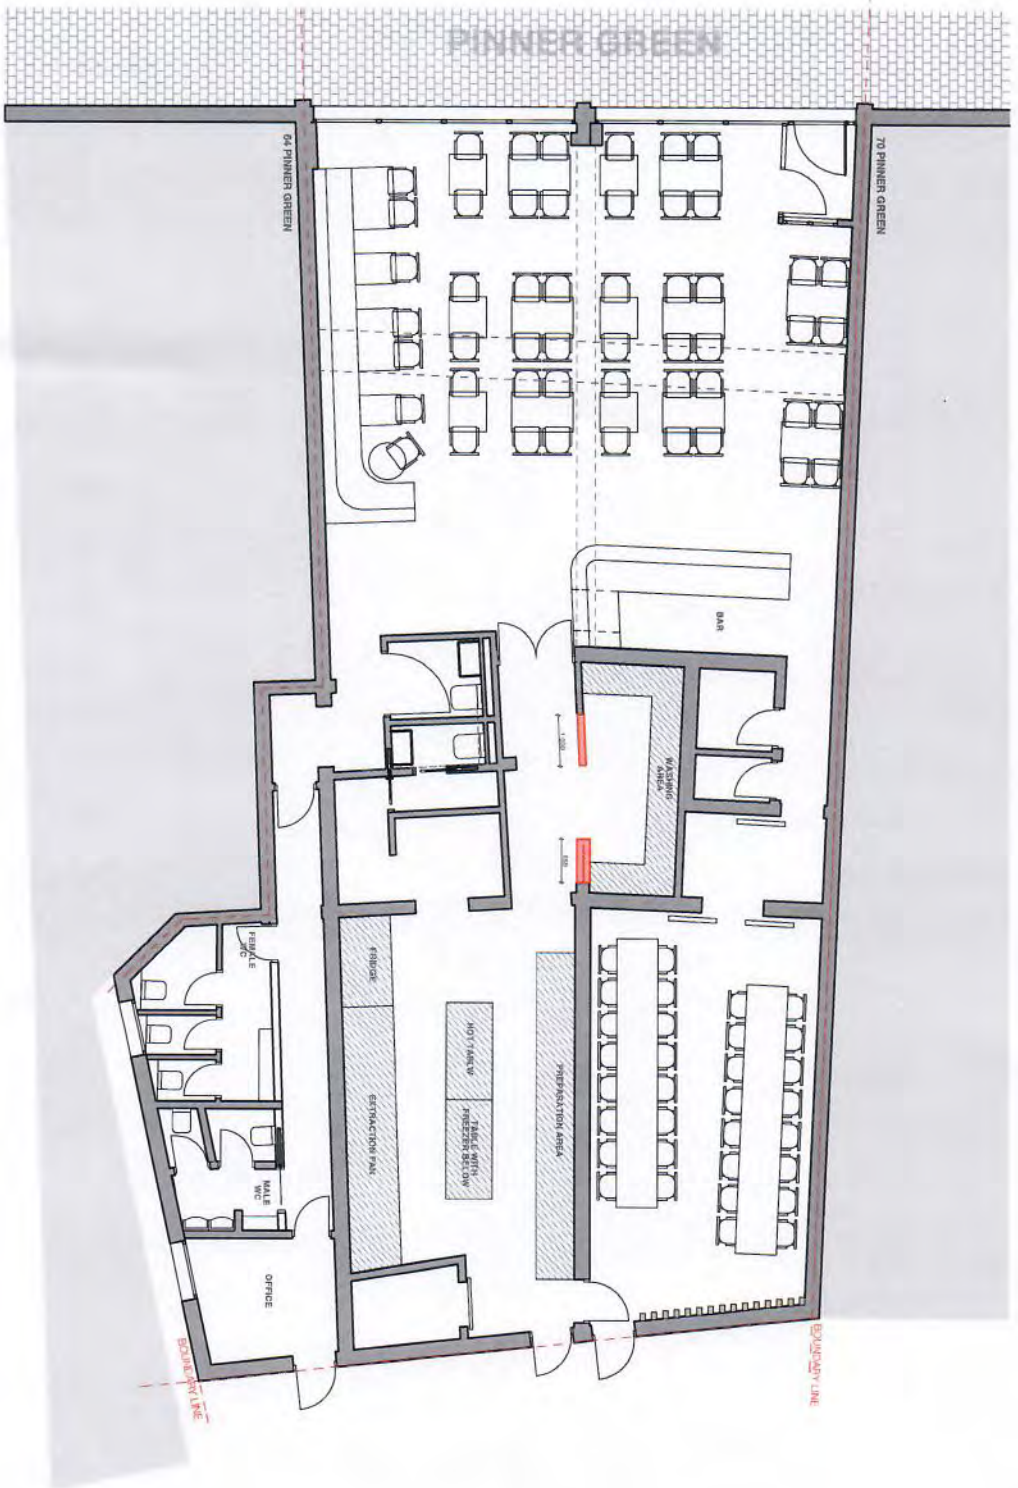 PINNER GREEN
64 PINNER GREEN
70 PINNER GREEN
BAR
WASHING
AREA
FEMALE
WC
FRIDGE
HOT TABLW
TABLE WITH
FREEZER BELOW
PREPARATION AREA
EXTRACTION FAN
MALE
WC
OFFICE
BOUNDARY LINE
BOUNDARY LINE